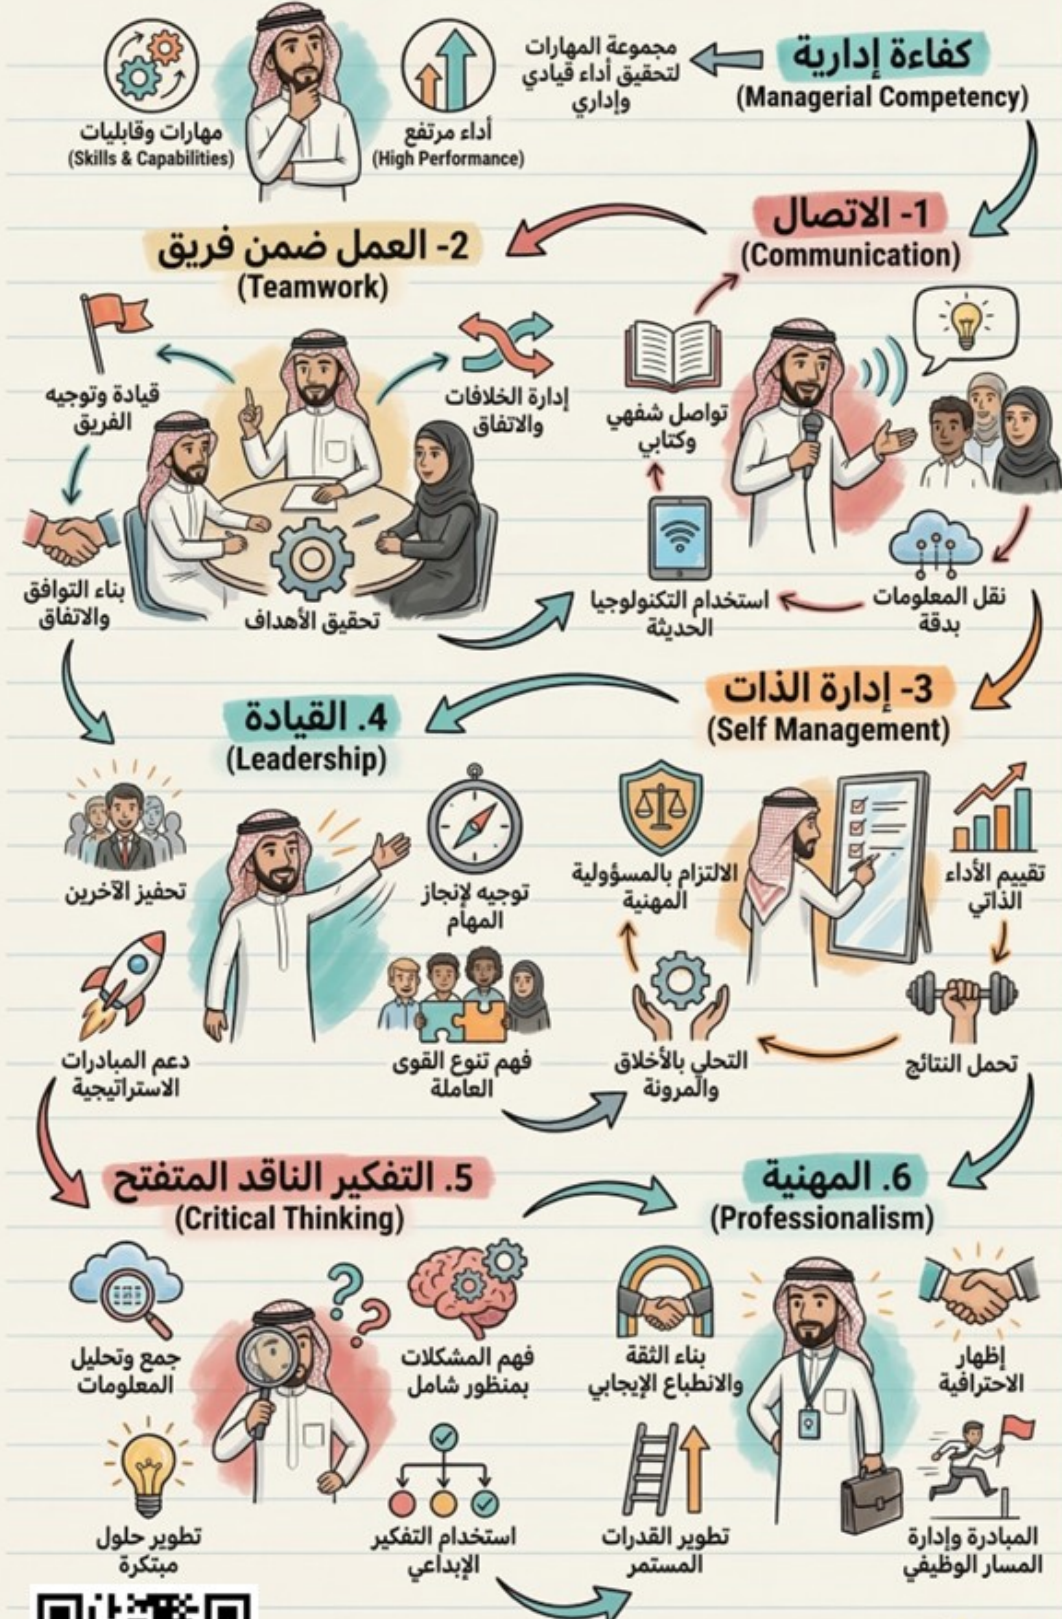 كفاءة إدارية
(Managerial Competency)
مجموعة المهارات
لتحقيق أداء قيادي
وإداري
أداء مرتفع
(High Performance)
مهارات وقابليات
(Skills & Capabilities)
1- الاتصال
(Communication)
تواصل شفهي
وكتابي
نقل المعلومات
بدقة
استخدام التكنولوجيا
الحديثة
2- العمل ضمن فريق
(Teamwork)
إدارة الخلافات
والاتفاق
قيادة وتوجيه
الفريق
بناء التوافق
والاتفاق
تحقيق الأهداف
3- إدارة الذات
(Self Management)
تقييم الأداء
الذاتي
الالتزام بالمسؤولية
المهنية
تحمل النتائج
التحلي بالأخلاق
والمرونة
4. القيادة
(Leadership)
توجيه لإنجاز
المهام
تحفيز الآخرين
فهم تنوع القوى
العاملة
دعم المبادرات
الاستراتيجية
6. المهنية
(Professionalism)
إظهار
الاحترافية
بناء الثقة
والانطباع الإيجابي
المبادرة وإدارة
المسار الوظيفي
تطوير القدرات
المستمر
5. التفكير الناقد المتفتح
(Critical Thinking)
فهم المشكلات
بمنظور شامل
جمع وتحليل
المعلومات
استخدام التفكير
الإبداعي
تطوير حلول
مبتكرة